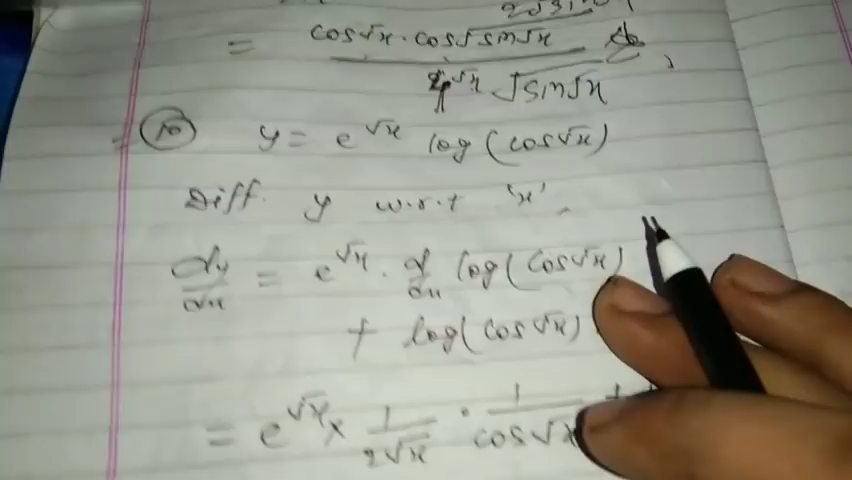 = cos√x · cos√sin√x
4√x √sin√x
10 y = e^√x log(cos√x)
Diff. y w.r.t 'x',
dy/dx = e^√x · d/dx log(cos√x)
+ log(cos√x)
= e^√x × 1/2√x · 1/cos√x